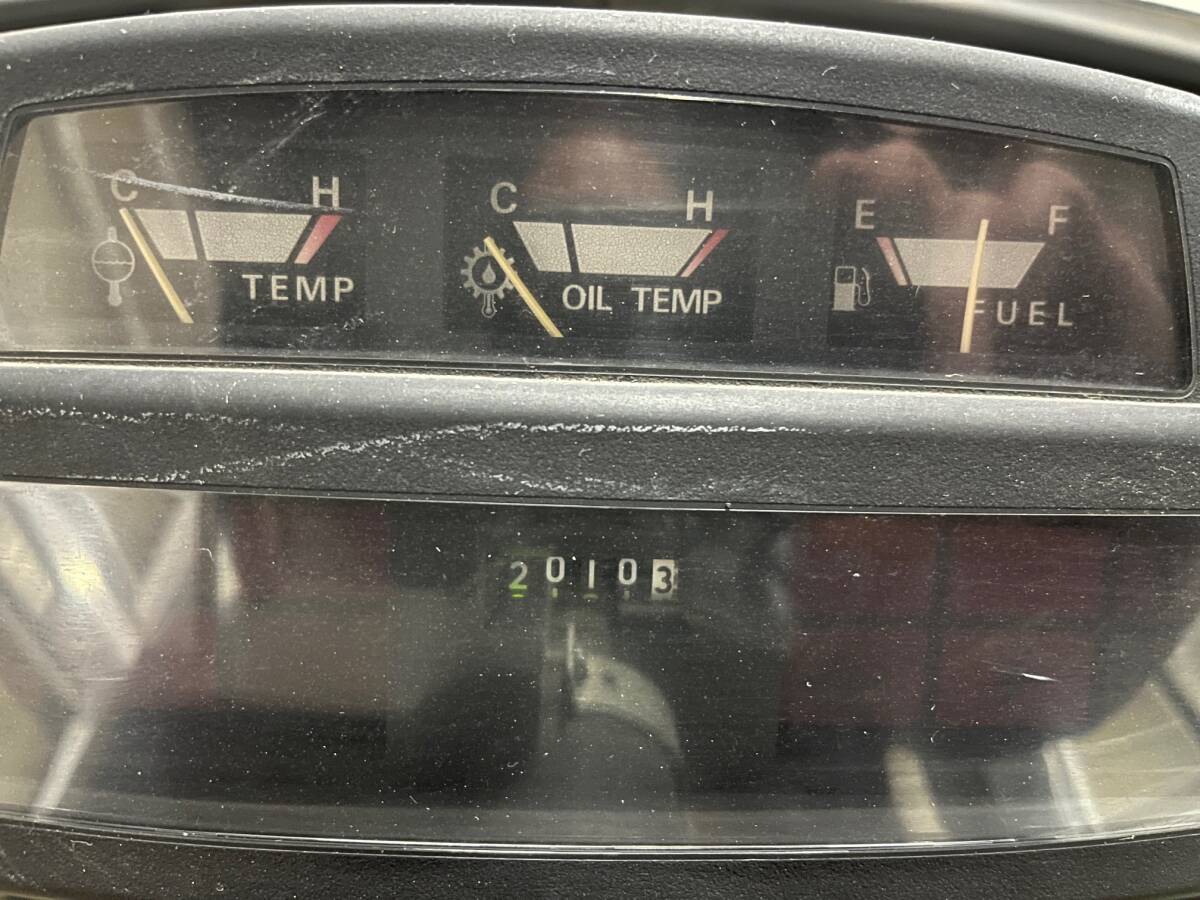 C H C H E F
TEMP OIL TEMP FUEL
20103